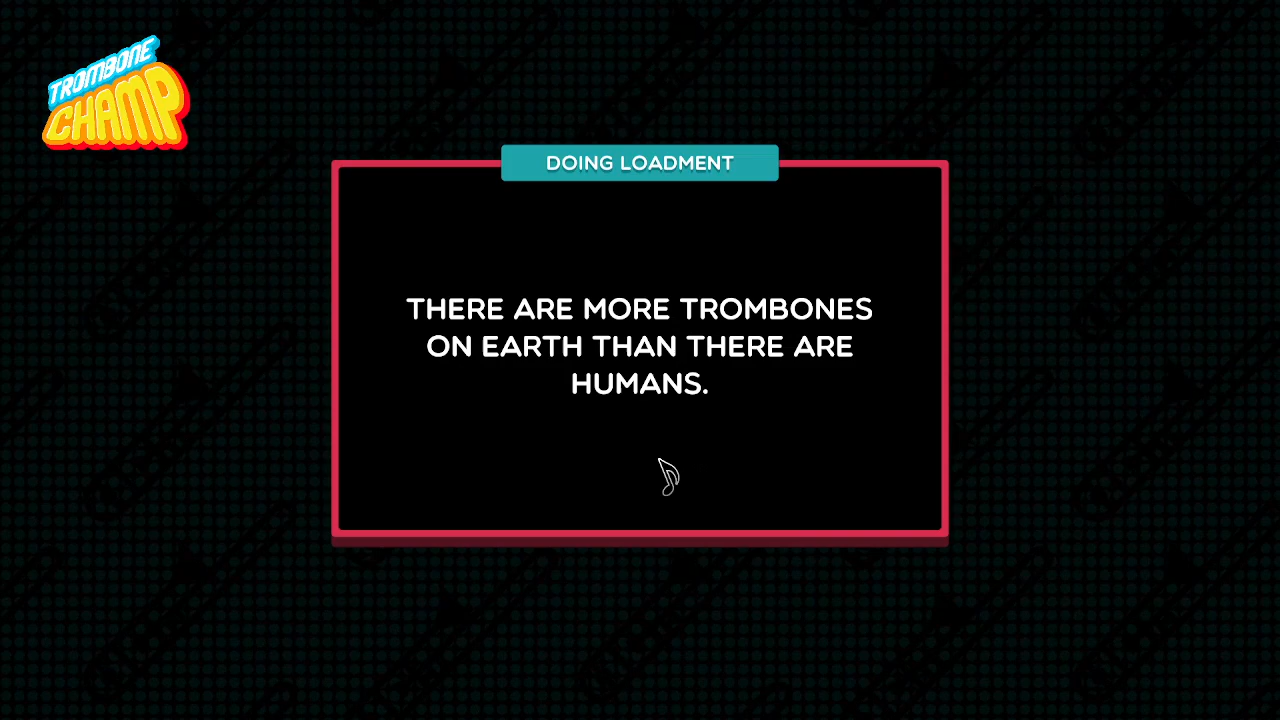 TROMBONE
CHAMP
DOING LOADMENT
THERE ARE MORE TROMBONES
ON EARTH THAN THERE ARE
HUMANS.